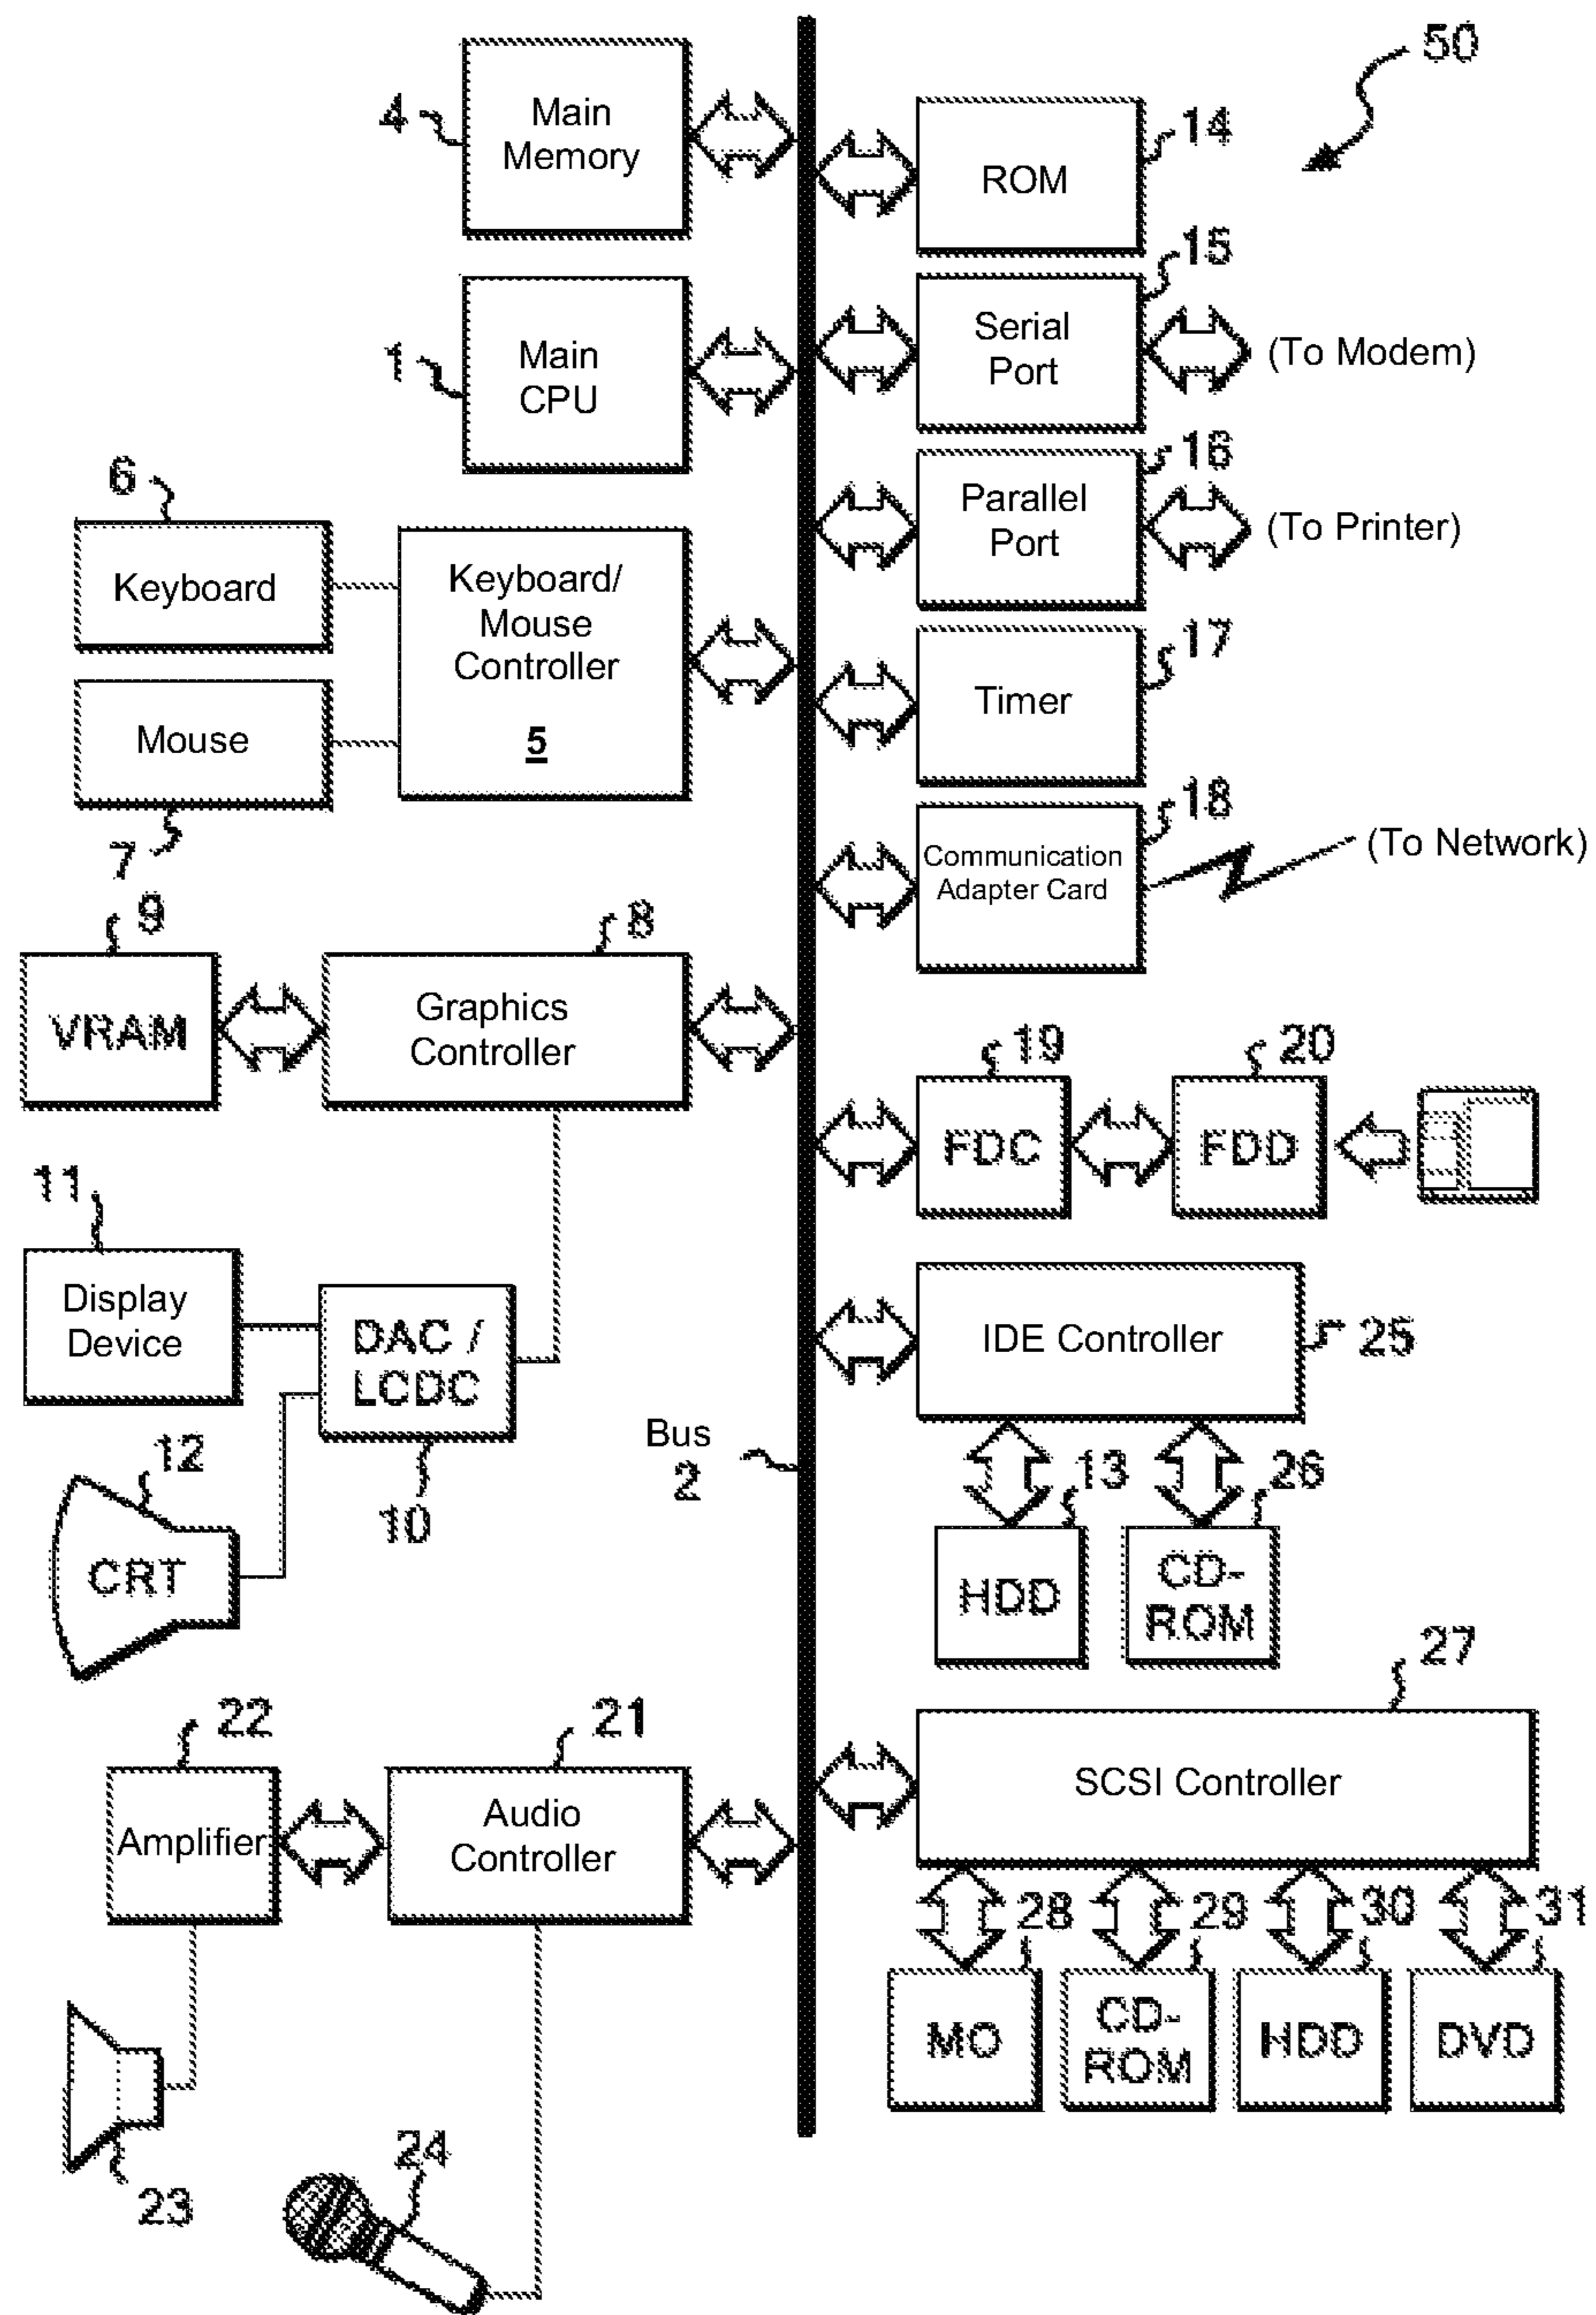 50
4
Main
Memory
14
ROM
1
Main
CPU
15
Serial
Port
(To Modem)
16
Parallel
Port
(To Printer)
6
Keyboard
Keyboard/
Mouse
Controller
5
Mouse
7
17
Timer
18
Communication
Adapter Card
(To Network)
9
VRAM
8
Graphics
Controller
19
FDC
20
FDD
11
Display
Device
DAC /
LCDC
10
12
CRT
Bus
2
IDE Controller
25
13
HDD
26
CD-
ROM
27
SCSI Controller
22
Amplifier
21
Audio
Controller
28
MO
29
CD-
ROM
30
HDD
31
DVD
23
24